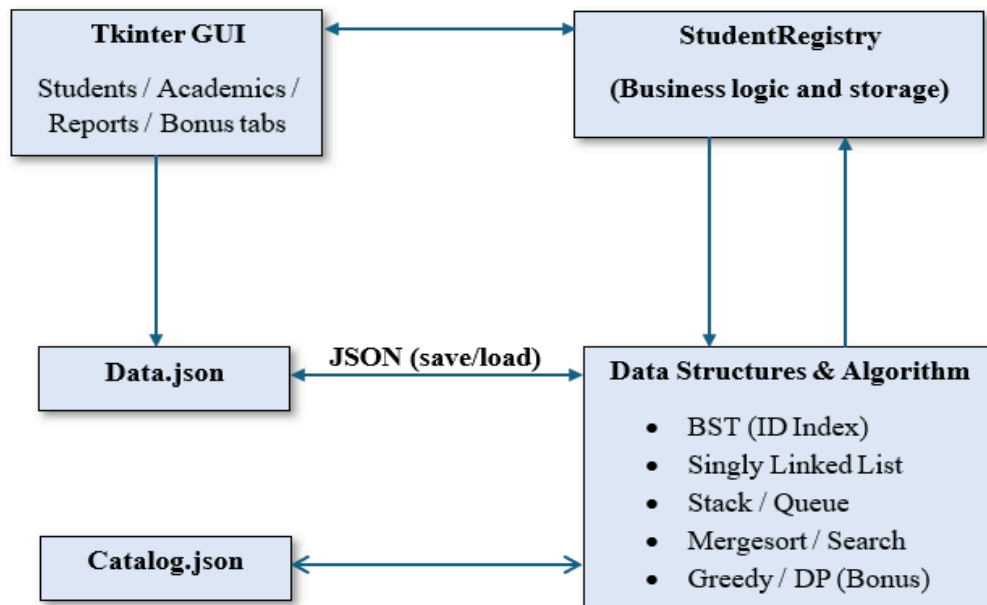 Tkinter GUI
Students / Academics /
Reports / Bonus tabs
StudentRegistry
(Business logic and storage)
Data.json
JSON (save/load)
Data Structures & Algorithm
• BST (ID Index)
• Singly Linked List
• Stack / Queue
• Mergesort / Search
• Greedy / DP (Bonus)
Catalog.json